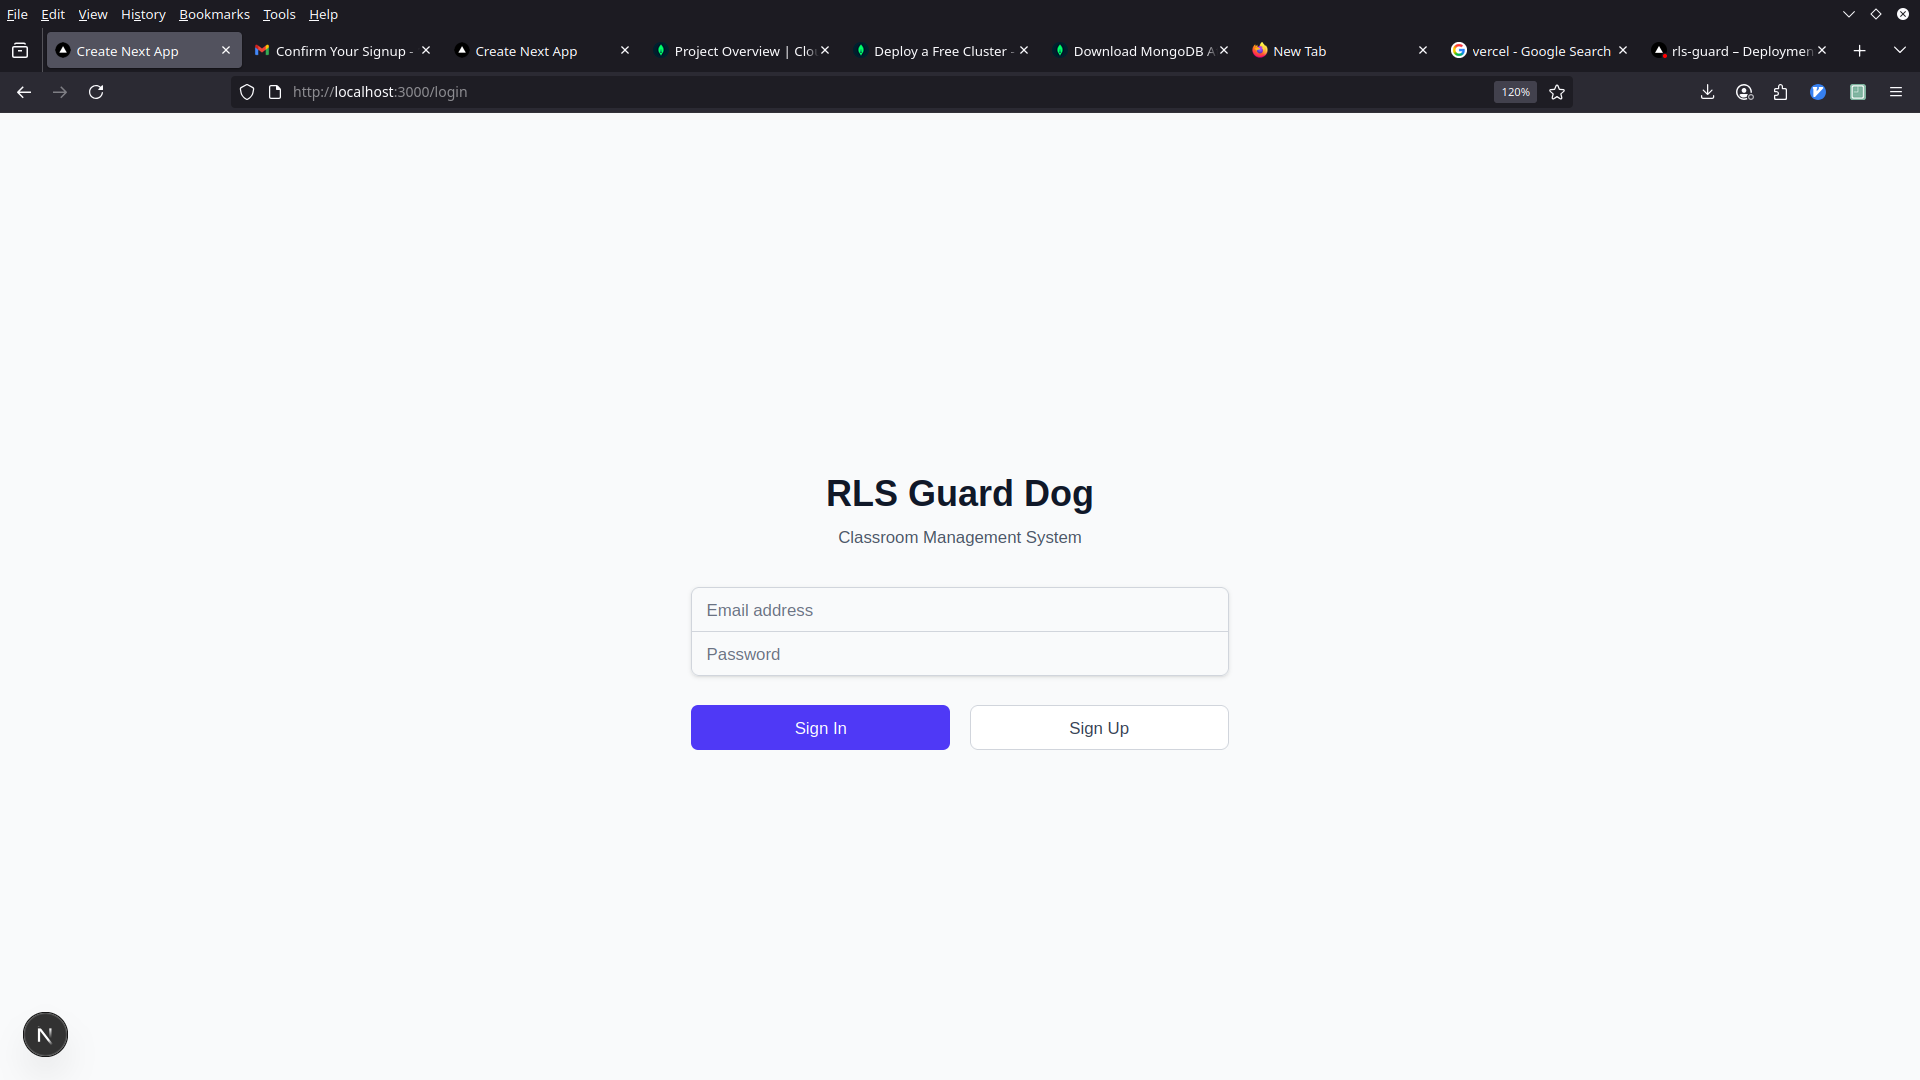 File Edit View History Bookmarks Tools Help
Create Next App
Confirm Your Signup -
Create Next App
Project Overview | Clo
Deploy a Free Cluster -
Download MongoDB A
New Tab
vercel - Google Search
rls-guard – Deploymen
http://localhost:3000/login
120%
RLS Guard Dog
Classroom Management System
Email address
Password
Sign In
Sign Up
N